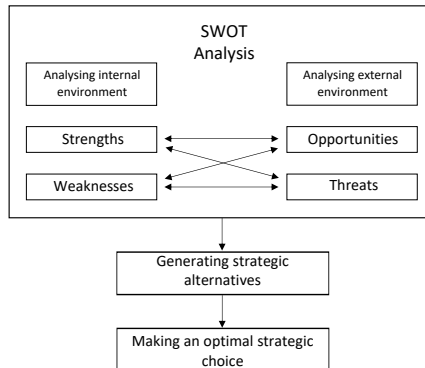 SWOT
Analysis
Analysing internal
environment
Analysing external
environment
Strengths
Opportunities
Weaknesses
Threats
Generating strategic
alternatives
Making an optimal strategic
choice